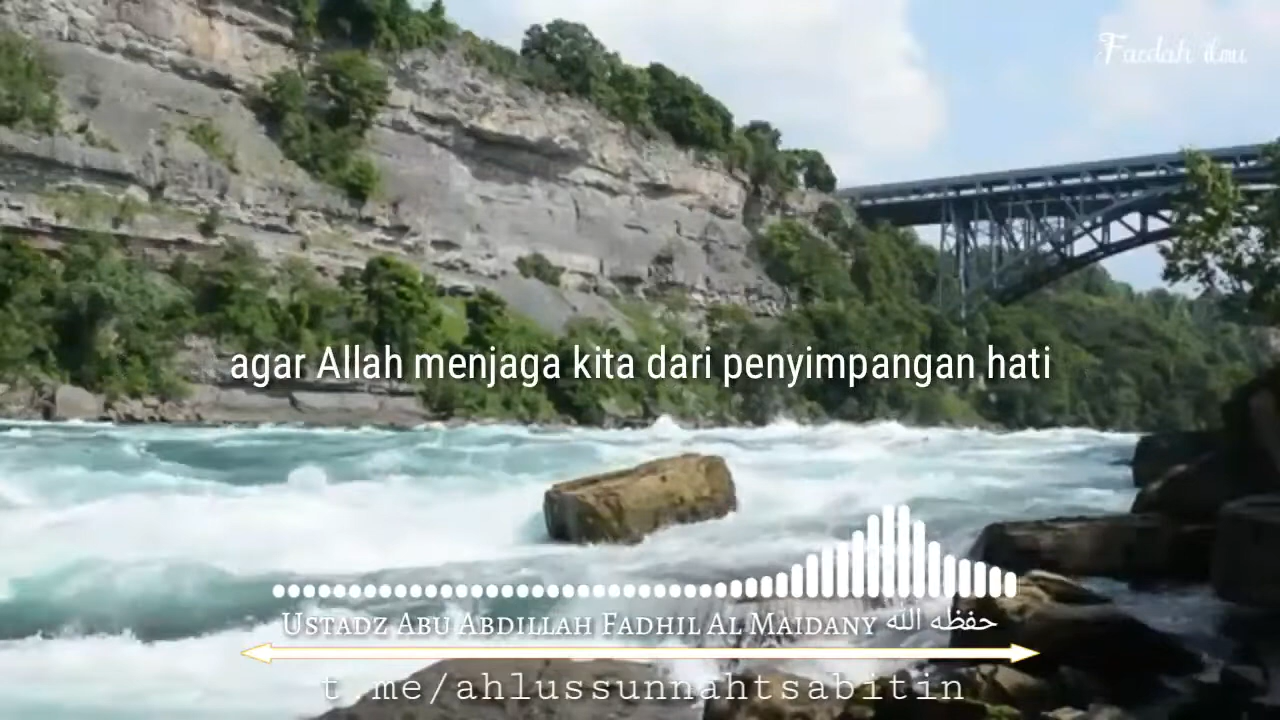 Faedah ilmu
agar Allah menjaga kita dari penyimpangan hati
Ustadz Abu Abdillah Fadhil Al Maidany حفظه الله
t.me/ahlussunnahtsabitin